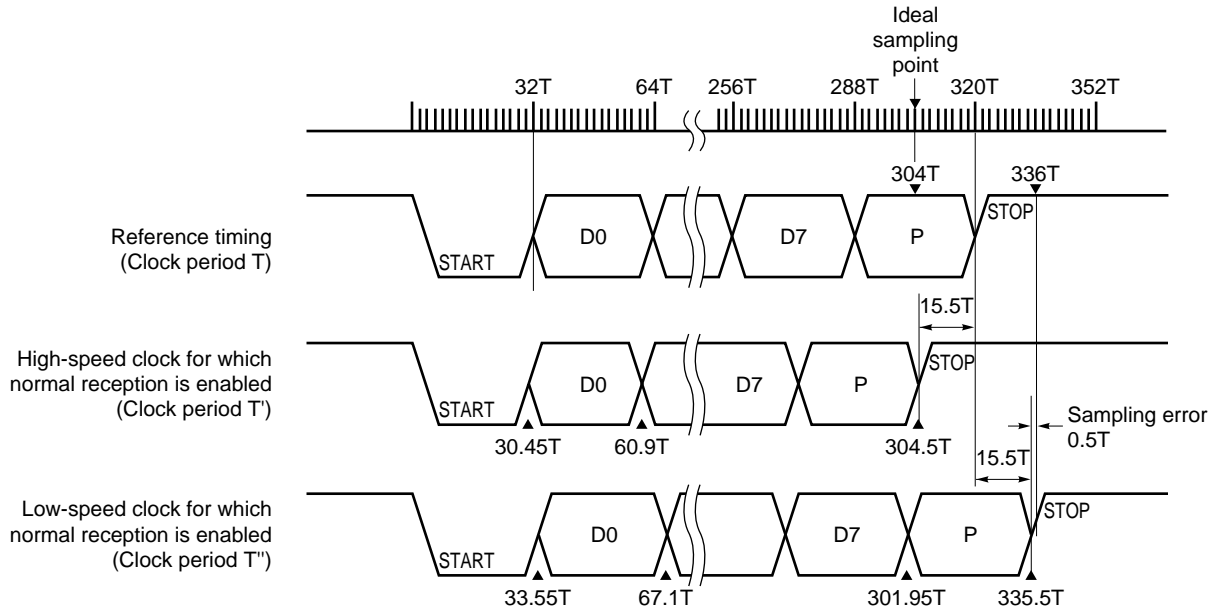 Ideal
sampling
point
32T 64T 256T 288T 320T 352T
304T 336T
Reference timing
(Clock period T)
START D0 D7 P STOP
15.5T
High-speed clock for which
normal reception is enabled
(Clock period T')
START D0 D7 P STOP
30.45T 60.9T 304.5T
Sampling error
0.5T
15.5T
Low-speed clock for which
normal reception is enabled
(Clock period T")
START D0 D7 P STOP
33.55T 67.1T 301.95T 335.5T